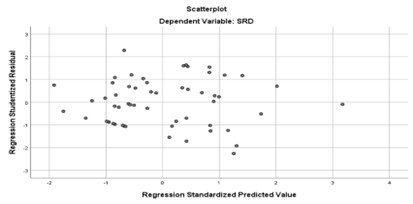 Scatterplot
Dependent Variable: SRD
Regression Studentized Residual
3
2
1
0
-1
-2
-3
-2 -1 0 1 2 3 4
Regression Standardized Predicted Value